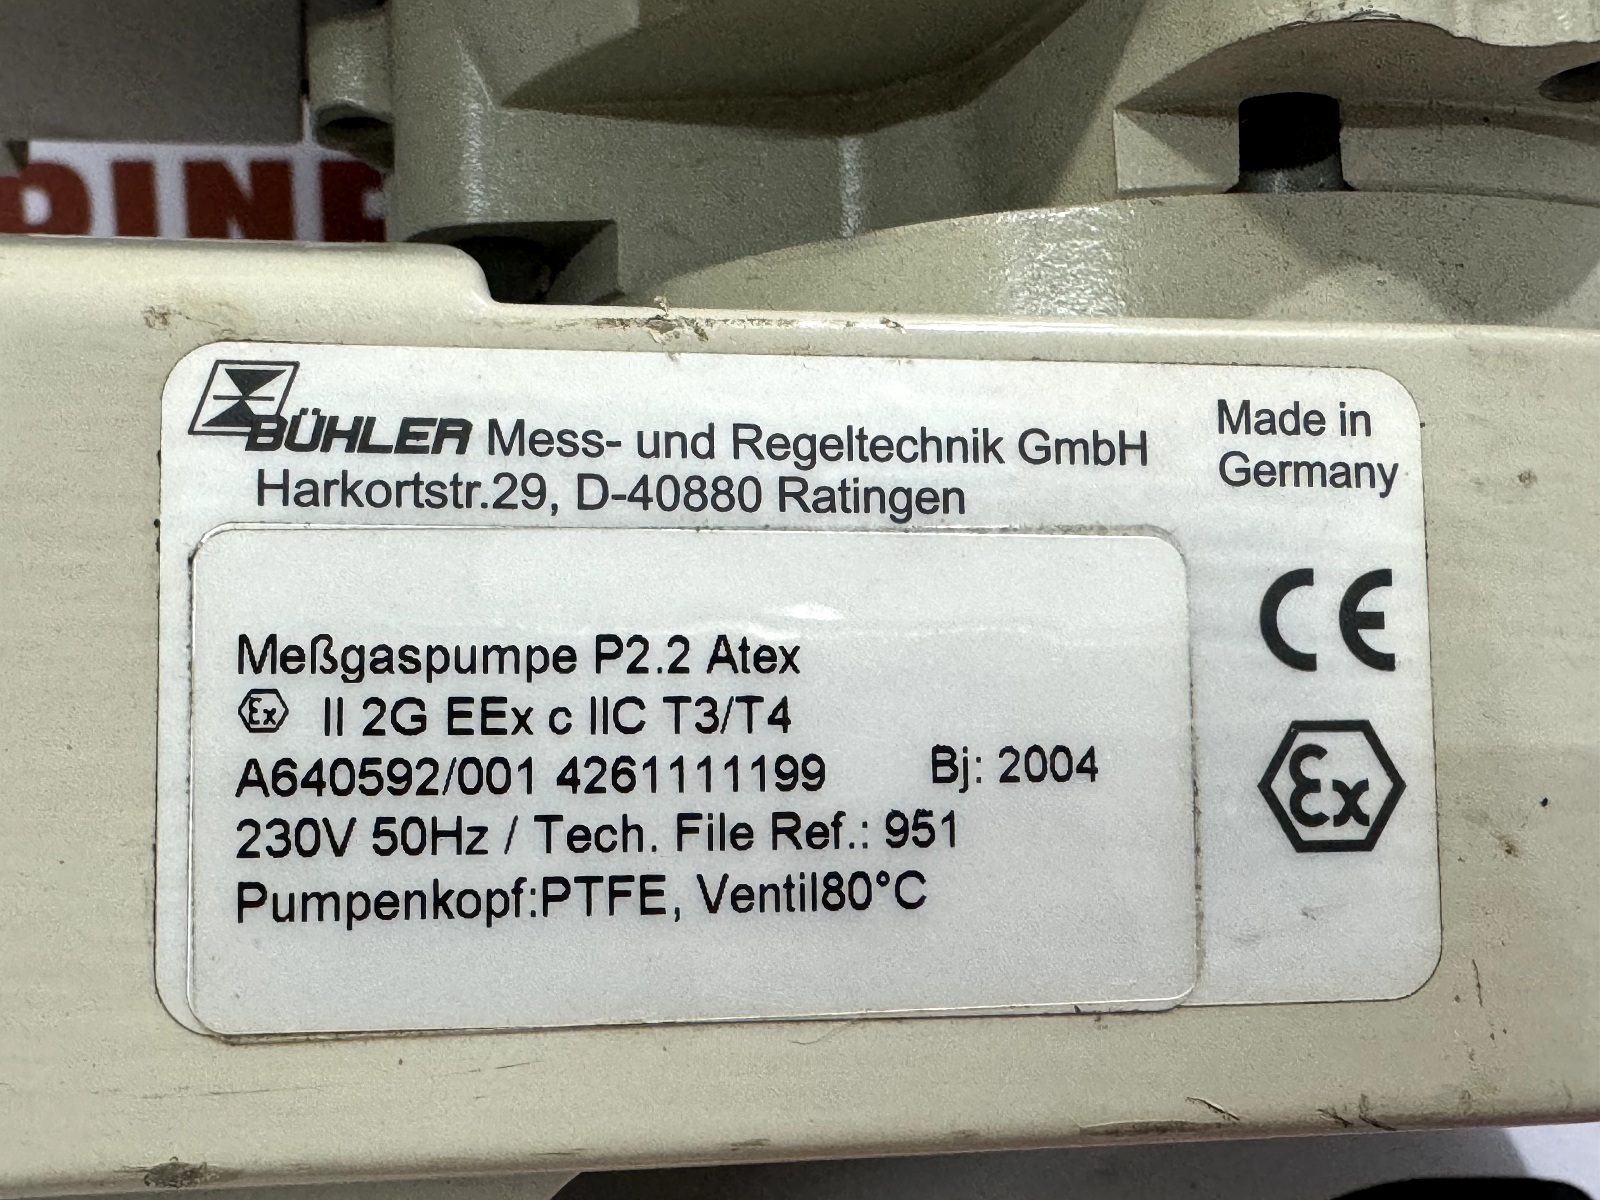 DIND
BÜHLER Mess- und Regeltechnik GmbH
Harkortstr.29, D-40880 Ratingen
Made in
Germany
Meßgaspumpe P2.2 Atex
Ex II 2G EEx c IIC T3/T4
A640592/001 4261111199 Bj: 2004
230V 50Hz / Tech. File Ref.: 951
Pumpenkopf:PTFE, Ventil80°C
CE
Ex